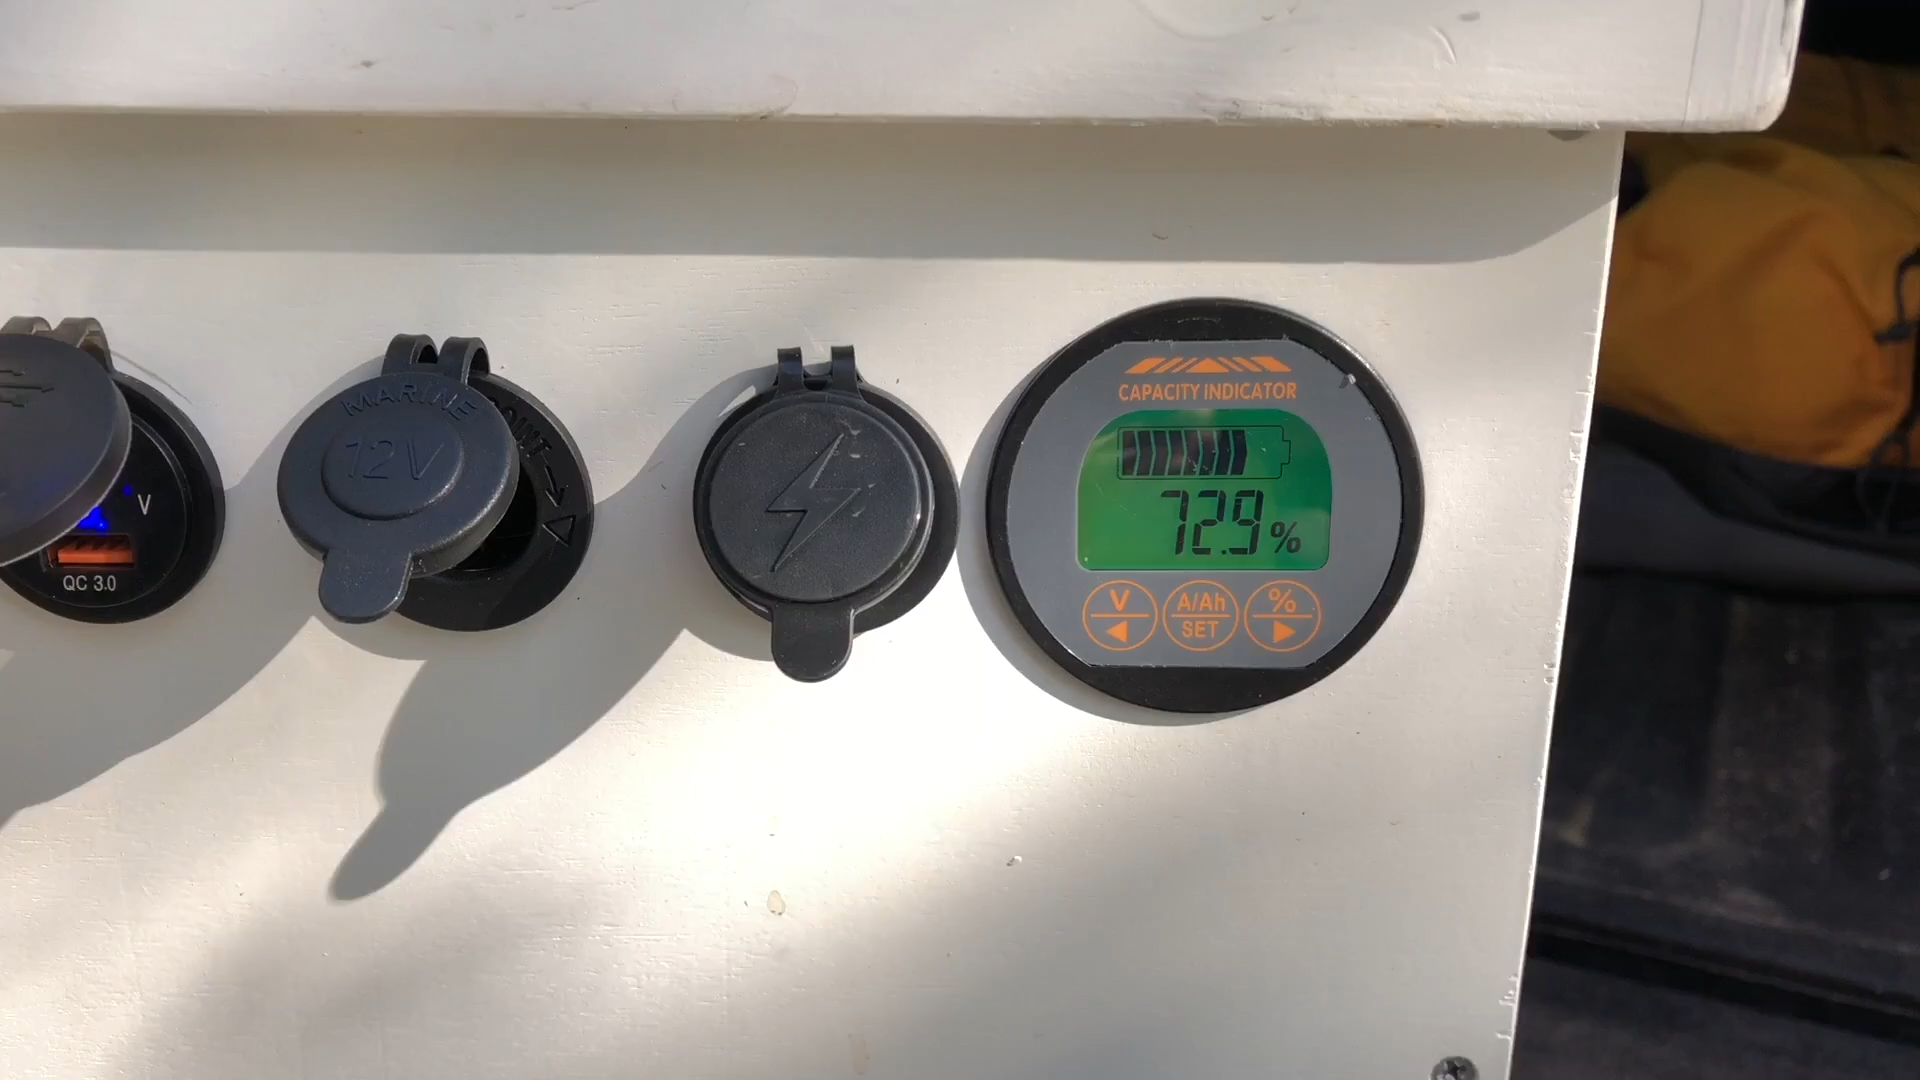 V
QC 3.0
MARINE
12V
CAPACITY INDICATOR
72.9%
V
A/Ah
SET
%